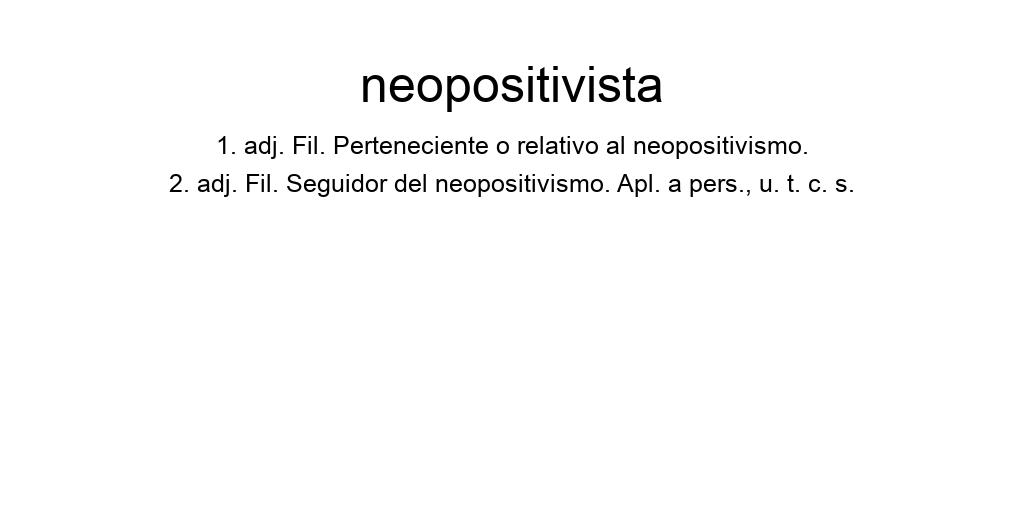 neopositivista
1. adj. Fil. Perteneciente o relativo al neopositivismo.
2. adj. Fil. Seguidor del neopositivismo. Apl. a pers., u. t. c. s.